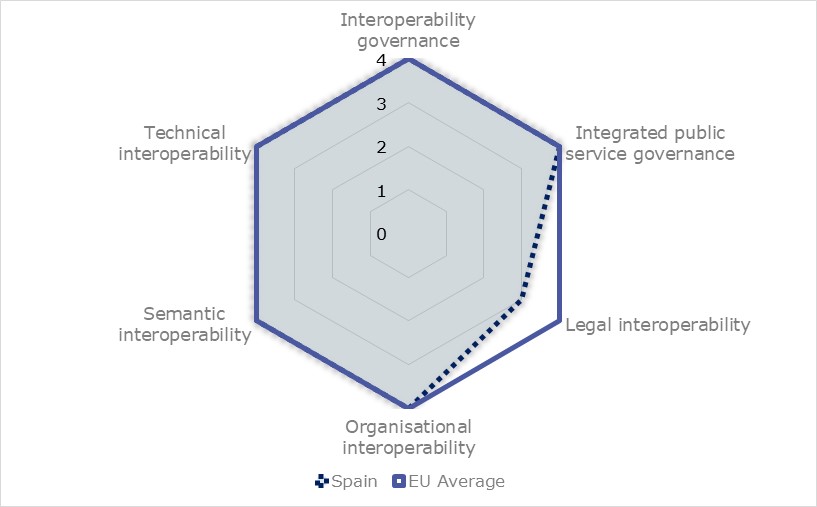 Interoperability
governance
4
3
2
1
0
Technical
interoperability
Integrated public
service governance
Semantic
interoperability
Legal interoperability
Organisational
interoperability
Spain
EU Average